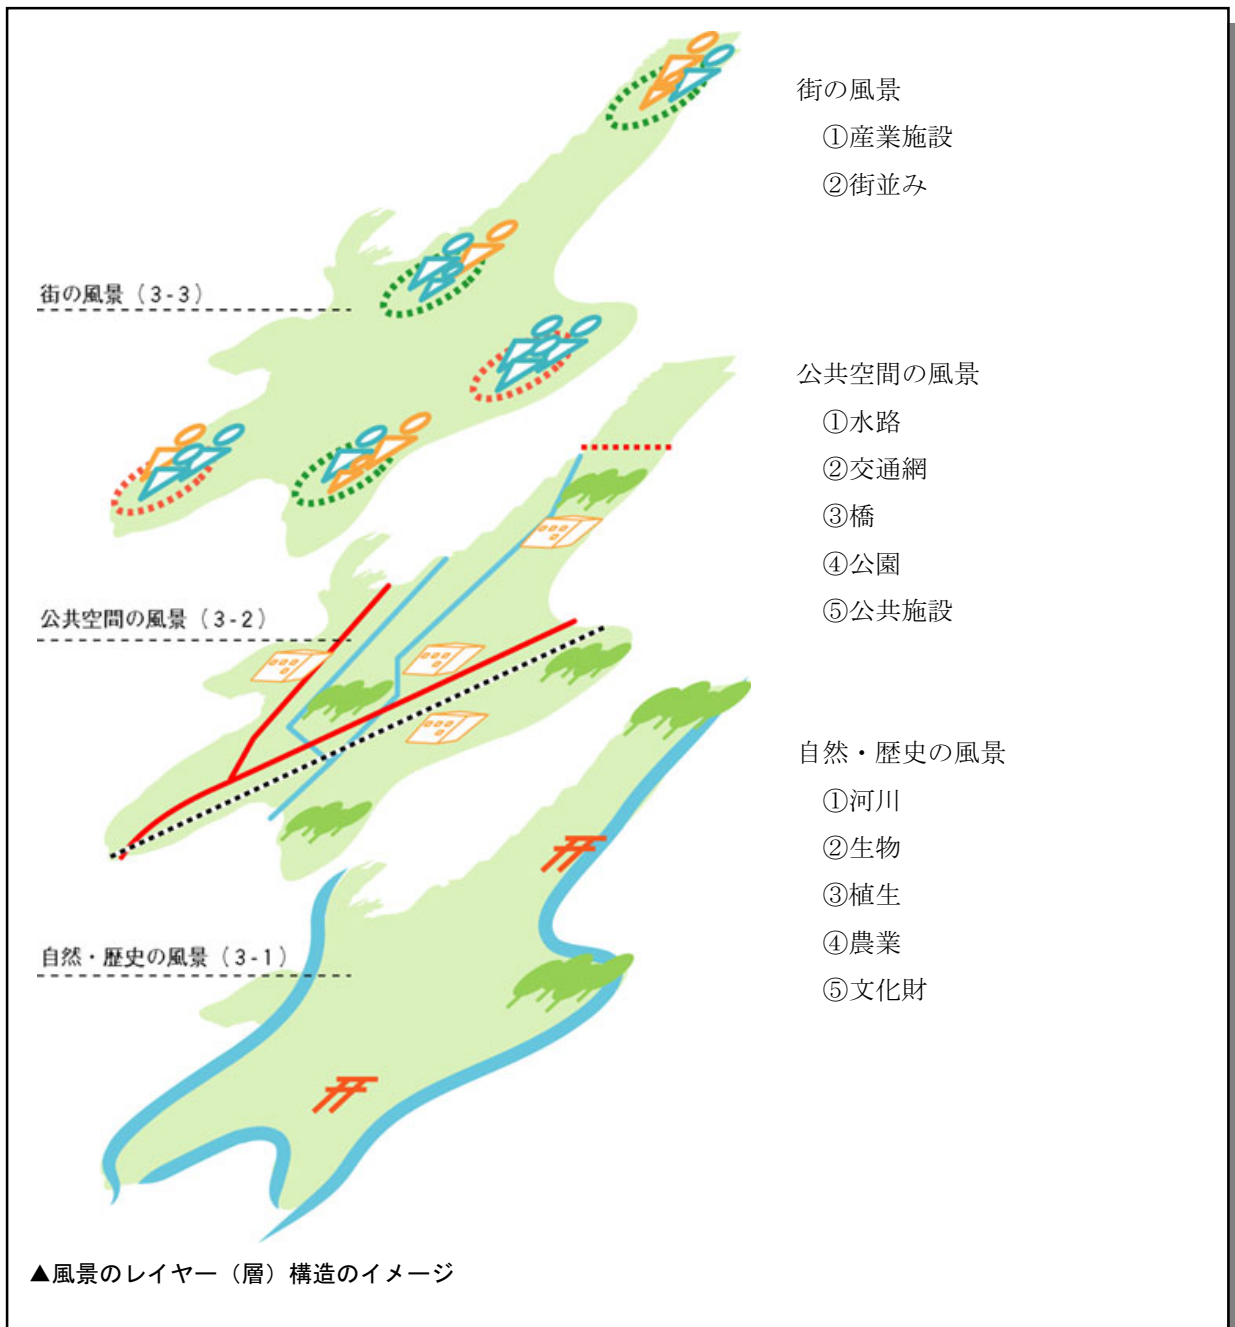 街の風景
①産業施設
②街並み
街の風景（3-3）
公共空間の風景
①水路
②交通網
③橋
④公園
⑤公共施設
公共空間の風景（3-2）
自然・歴史の風景
①河川
②生物
③植生
④農業
⑤文化財
自然・歴史の風景（3-1）
▲風景のレイヤー（層）構造のイメージ